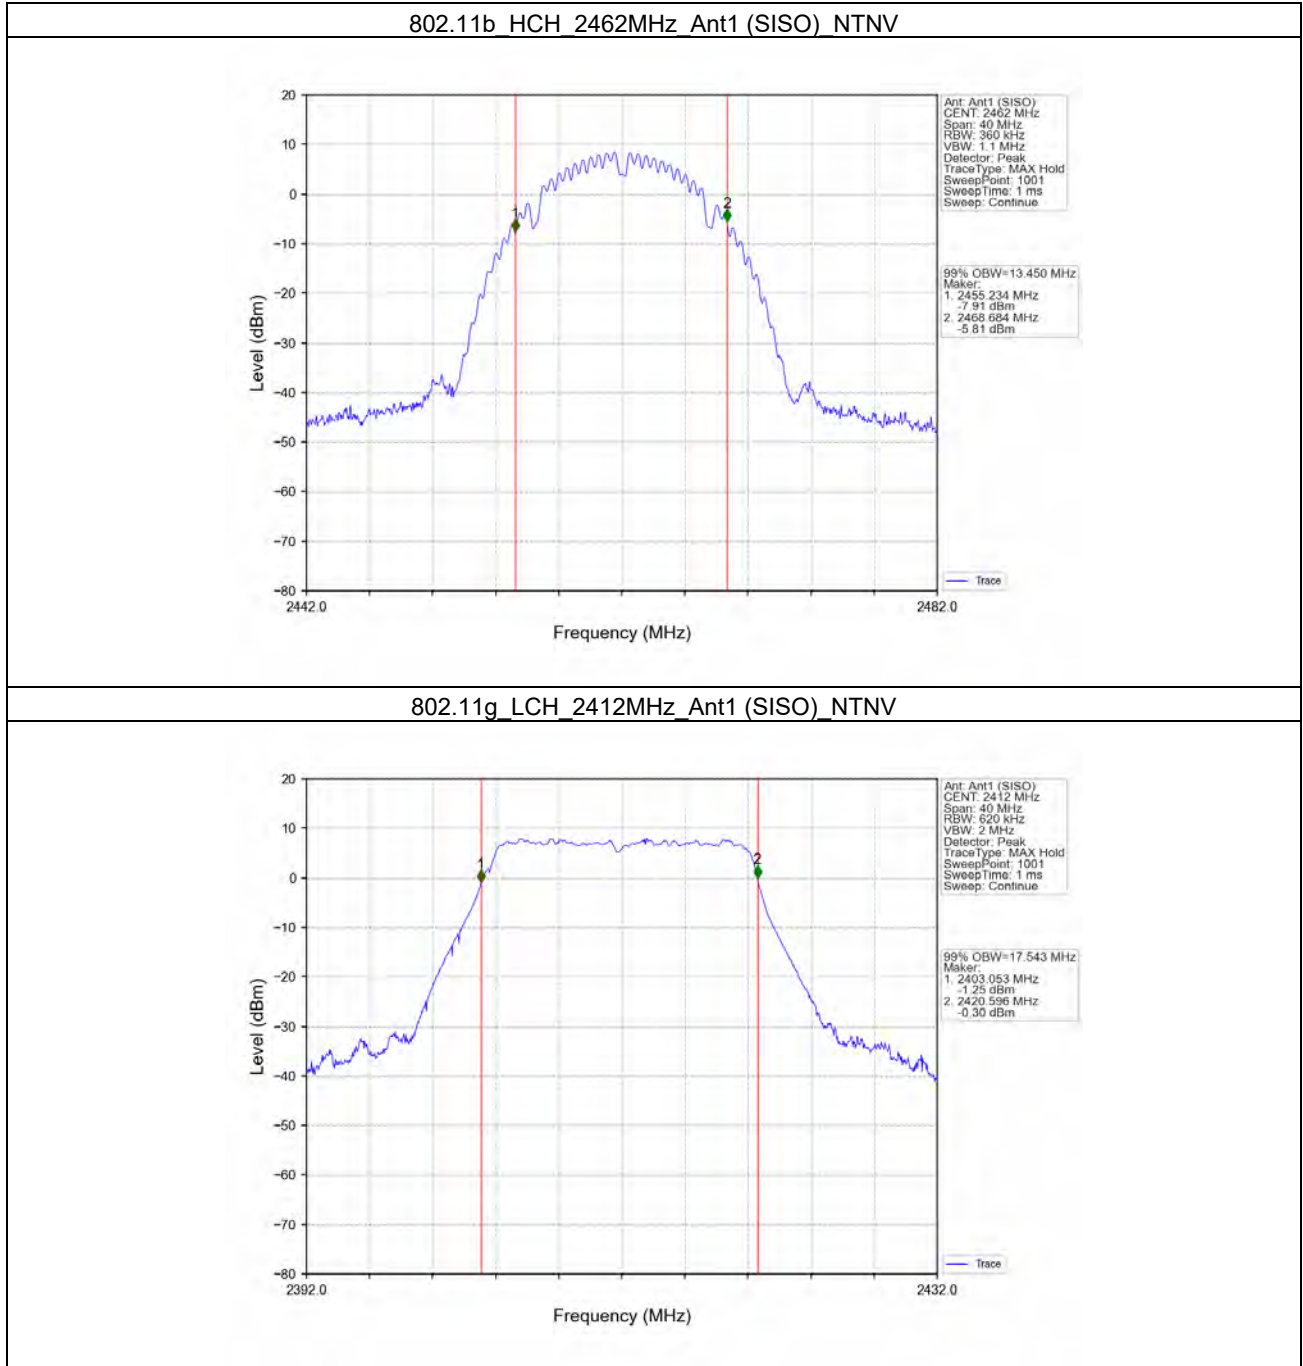 802.11b_HCH_2462MHz_Ant1 (SISO)_NTNV
Ant: Ant1 (SISO)
CENT: 2462 MHz
Span: 40 MHz
RBW: 360 kHz
VBW: 1.1 MHz
Detector: Peak
TraceType: MAX Hold
SweepPoint: 1001
SweepTime: 1 ms
Sweep: Continue
99% OBW=13.450 MHz
Maker:
1. 2455.234 MHz
-7.91 dBm
2. 2468.684 MHz
-5.81 dBm
20
10
0
-10
-20
-30
-40
-50
-60
-70
-80
Level (dBm)
1
2
Trace
2442.0
2482.0
Frequency (MHz)
802.11g_LCH_2412MHz_Ant1 (SISO)_NTNV
Ant: Ant1 (SISO)
CENT: 2412 MHz
Span: 40 MHz
RBW: 620 kHz
VBW: 2 MHz
Detector: Peak
TraceType: MAX Hold
SweepPoint: 1001
SweepTime: 1 ms
Sweep: Continue
99% OBW=17.543 MHz
Maker:
1. 2403.053 MHz
-1.25 dBm
2. 2420.596 MHz
-0.30 dBm
20
10
0
-10
-20
-30
-40
-50
-60
-70
-80
Level (dBm)
1
2
Trace
2392.0
2432.0
Frequency (MHz)